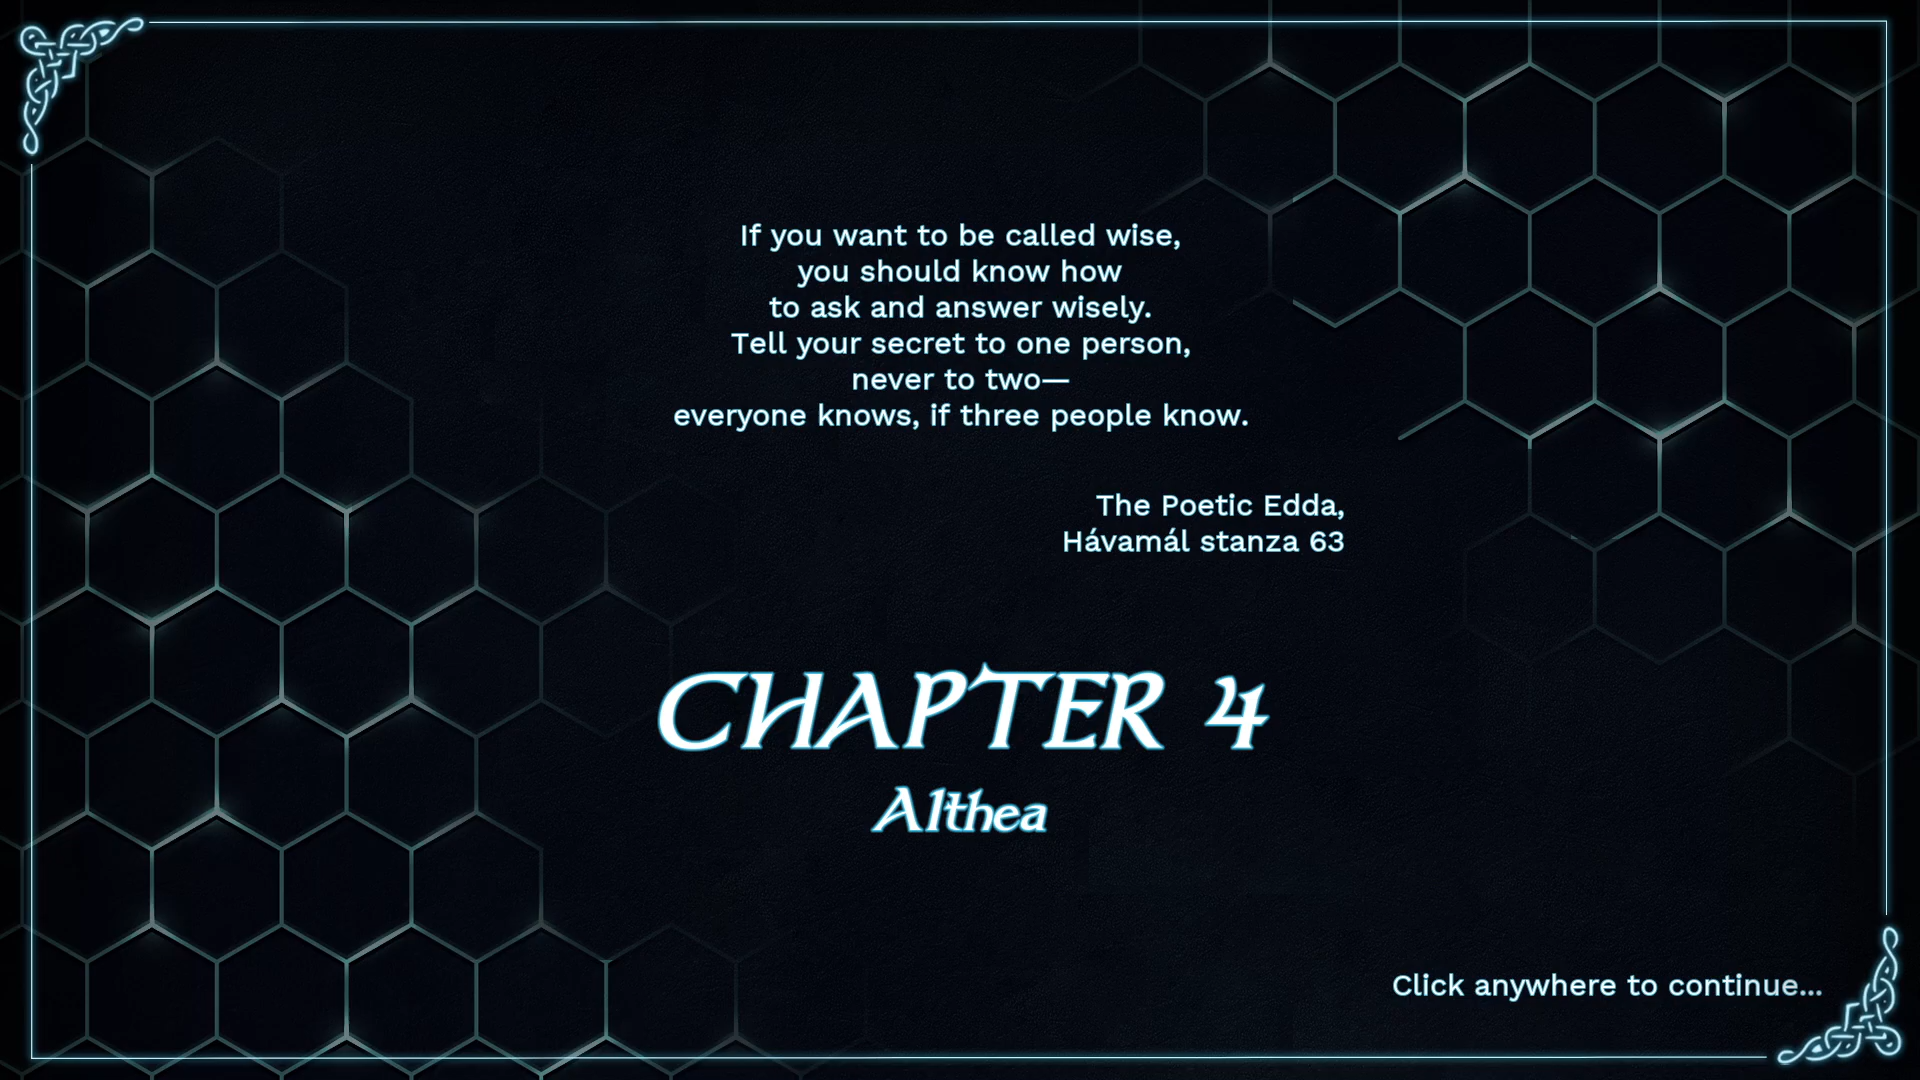 If you want to be called wise,
you should know how
to ask and answer wisely.
Tell your secret to one person,
never to two—
everyone knows, if three people know.
The Poetic Edda,
Hávamál stanza 63
CHAPTER 4
Althea
Click anywhere to continue...